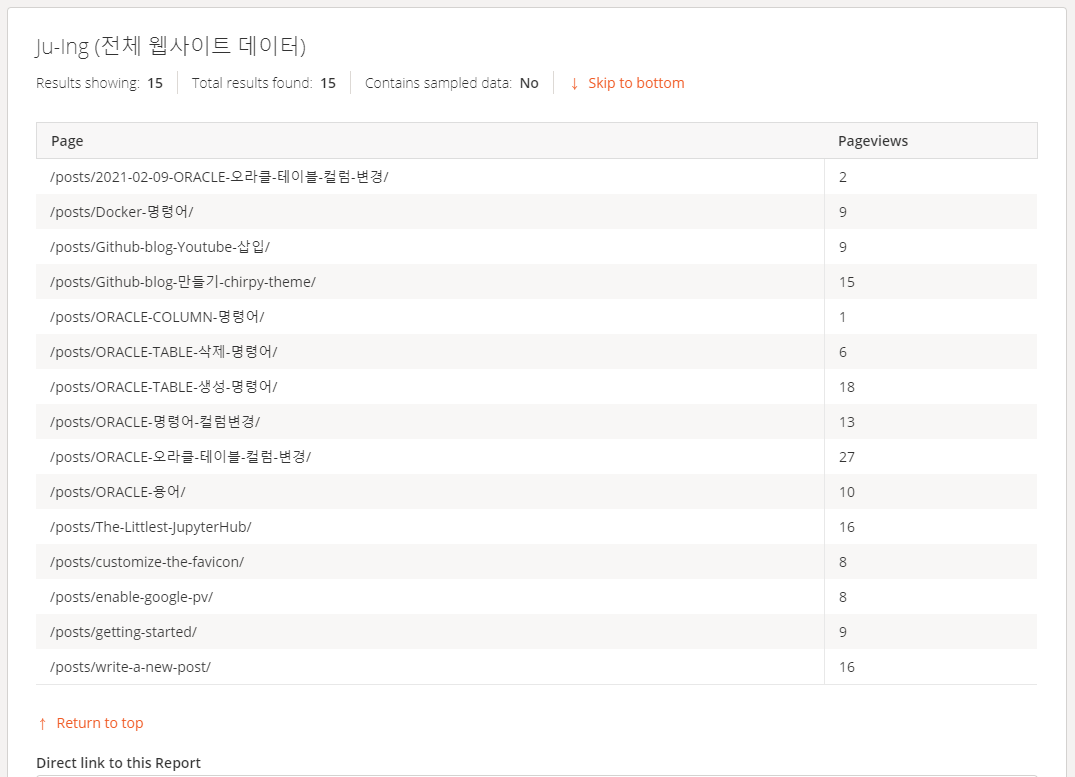 Ju-Ing (전체 웹사이트 데이터)
Results showing: 15 Total results found: 15 Contains sampled data: No ↓ Skip to bottom
Page Pageviews
/posts/2021-02-09-ORACLE-오라클-테이블-컬럼-변경/ 2
/posts/Docker-명령어/ 9
/posts/Github-blog-Youtube-삽입/ 9
/posts/Github-blog-만들기-chirpy-theme/ 15
/posts/ORACLE-COLUMN-명령어/ 1
/posts/ORACLE-TABLE-삭제-명령어/ 6
/posts/ORACLE-TABLE-생성-명령어/ 18
/posts/ORACLE-명령어-컬럼변경/ 13
/posts/ORACLE-오라클-테이블-컬럼-변경/ 27
/posts/ORACLE-용어/ 10
/posts/The-Littlest-JupyterHub/ 16
/posts/customize-the-favicon/ 8
/posts/enable-google-pv/ 8
/posts/getting-started/ 9
/posts/write-a-new-post/ 16
↑ Return to top
Direct link to this Report